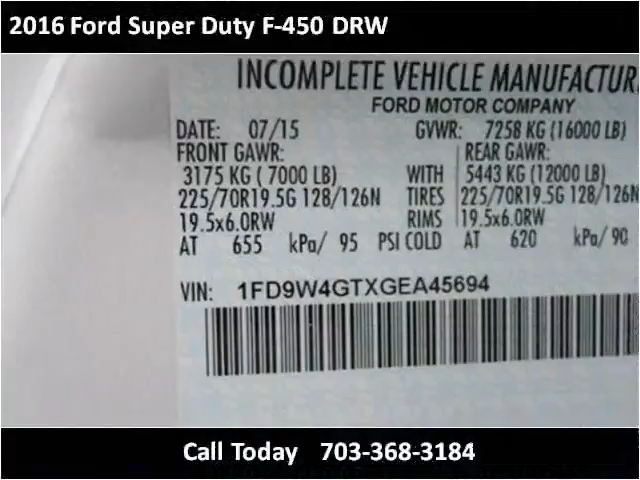 2016 Ford Super Duty F-450 DRW
INCOMPLETE VEHICLE MANUFACTUR
FORD MOTOR COMPANY
DATE: 07/15 GVWR: 7258 KG (16000 LB)
FRONT GAWR: REAR GAWR:
3175 KG ( 7000 LB) WITH 5443 KG (12000 LB)
225/70R19.5G 128/126N TIRES 225/70R19.5G 128/126N
19.5x6.0RW RIMS 19.5x6.0RW
AT 655 kPa/ 95 PSI COLD AT 620 kPa/ 90
VIN: 1FD9W4GTXGEA45694
Call Today 703-368-3184